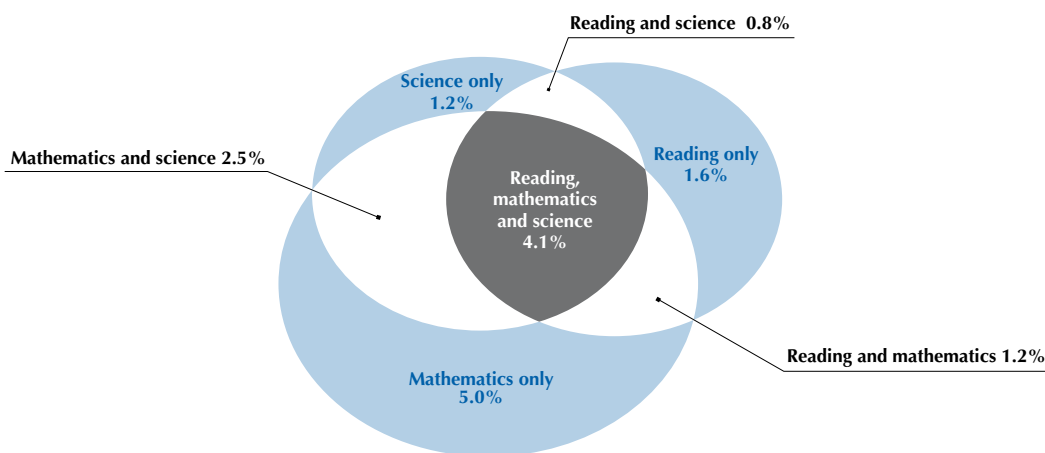 Reading and science 0.8%
Science only
1.2%
Mathematics and science 2.5%
Reading only
1.6%
Reading,
mathematics
and science
4.1%
Reading and mathematics 1.2%
Mathematics only
5.0%